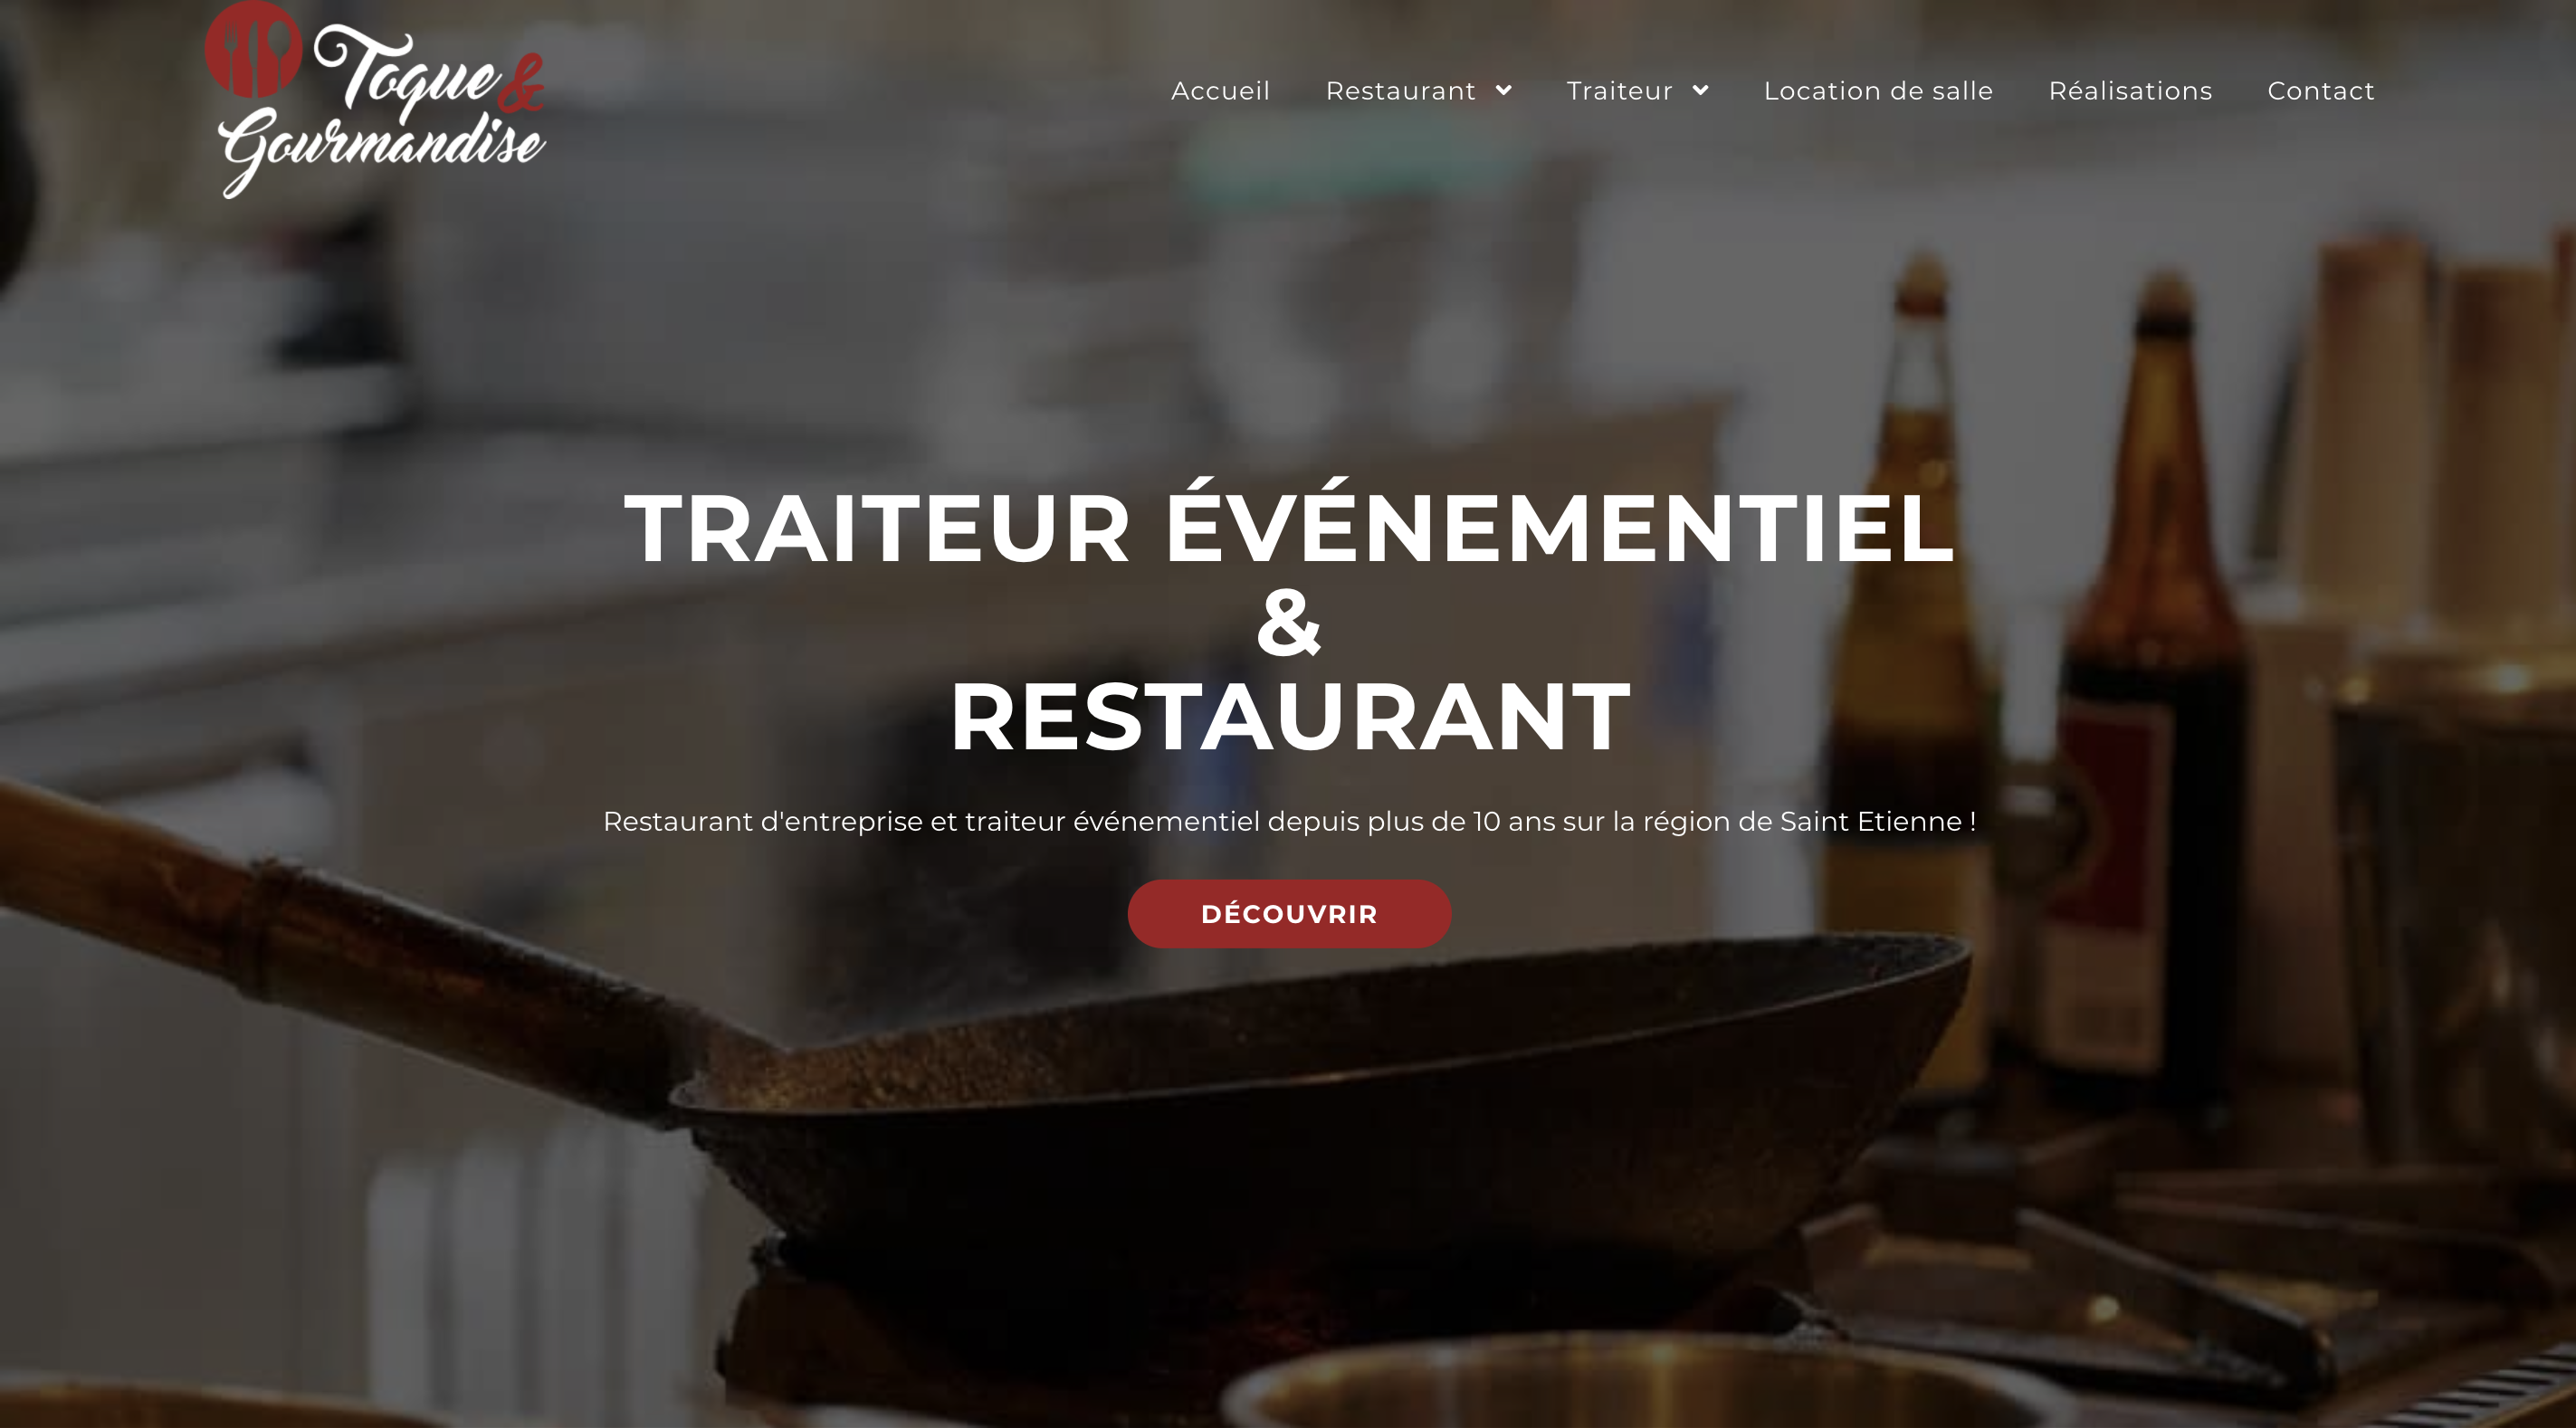 Toque &
Gourmandise
Accueil Restaurant Traiteur Location de salle Réalisations Contact
TRAITEUR ÉVÉNEMENTIEL
&
RESTAURANT
Restaurant d'entreprise et traiteur événementiel depuis plus de 10 ans sur la région de Saint Etienne !
DÉCOUVRIR